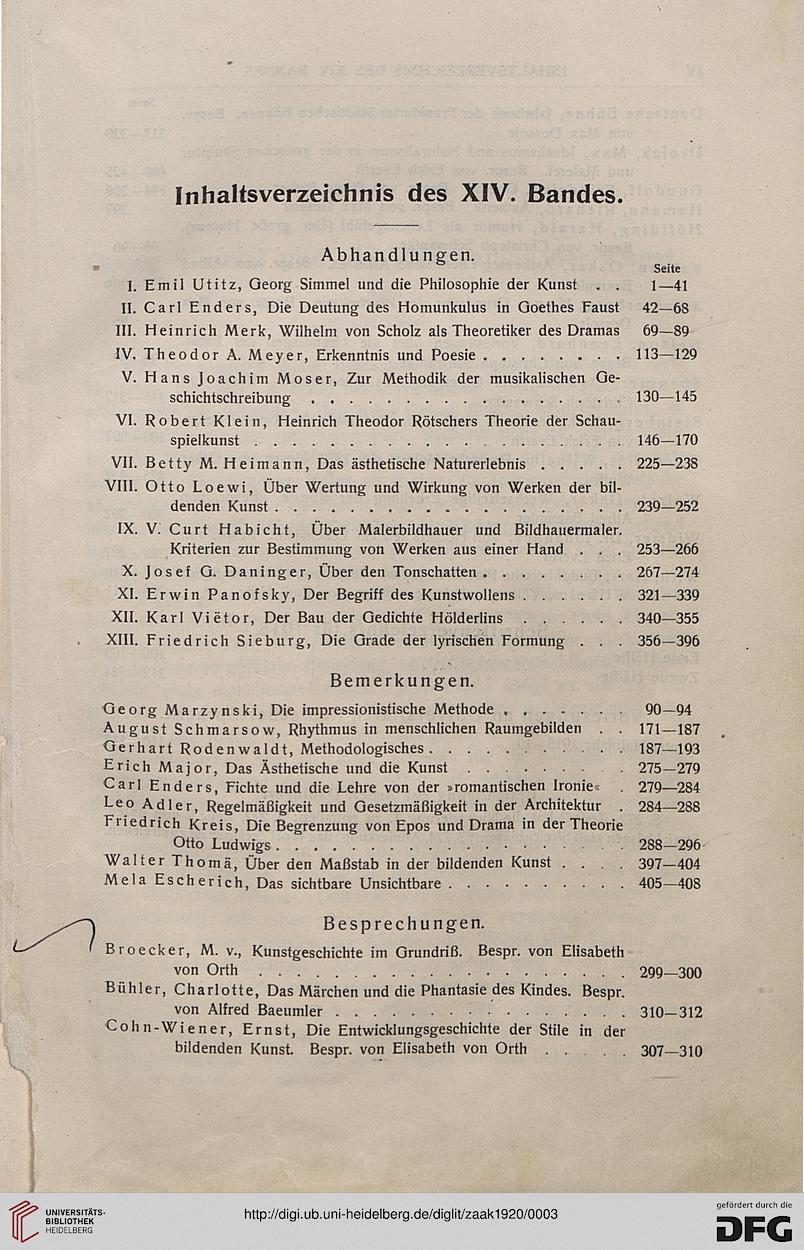 Inhaltsverzeichnis des XIV. Bandes.
Abhandlungen.
Seite
I. Emil Utitz, Georg Simmel und die Philosophie der Kunst . . 1—41
II. Carl Enders, Die Deutung des Homunkulus in Goethes Faust 42—68
III. Heinrich Merk, Wilhelm von Scholz als Theoretiker des Dramas 69—89
IV. Theodor A. Meyer, Erkenntnis und Poesie . . . . . . . . 113—129
V. Hans Joachim Moser, Zur Methodik der musikalischen Ge-
schichtschreibung . . . . . . . . . . . . . . . . . 130—145
VI. Robert Klein, Heinrich Theodor Rötschers Theorie der Schau-
spielkunst . . . . . . . . . . . . . . . . . . . . 146—170
VII. Betty M. Heimann, Das ästhetische Naturerlebnis . . . . . 225—238
VIII. Otto Loewi, Über Wertung und Wirkung von Werken der bil-
denden Kunst . . . . . . . . . . . . . . . . . . . 239—252
IX. V. Curt Habicht, Über Malerbildhauer und Bildhauermaler.
Kriterien zur Bestimmung von Werken aus einer Hand . . . 253—266
X. Josef G. Daninger, Über den Tonschatten . . . . . . . . 267—274
XI. Erwin Panofsky, Der Begriff des Kunstwollens . . . . . . 321—339
XII. Karl Viëtor, Der Bau der Gedichte Hölderlins . . . . . . 340—355
XIII. Friedrich Sieburg, Die Grade der lyrischen Formung . . . 356—396
Bemerkungen.
Georg Marzynski, Die impressionistische Methode . . . . . . . 90—94
August Schmarsow, Rhythmus in menschlichen Raumgebilden . . 171—187
Gerhart Rodenwaldt, Methodologisches . . . . . . . . . . . 187—193
Erich Major, Das Ästhetische und die Kunst . . . . . . . . . 275—279
Carl Enders, Fichte und die Lehre von der »romantischen Ironie« . 279—284
Leo Adler, Regelmäßigkeit und Gesetzmäßigkeit in der Architektur . 284—288
Friedrich Kreis, Die Begrenzung von Epos und Drama in der Theorie
Otto Ludwigs . . . . . . . . . . . . . . . . . . . 288—296
Walter Thomä, Über den Maßstab in der bildenden Kunst . . . . 397—404
Mela Escherich, Das sichtbare Unsichtbare . . . . . . . . . . 405—408
Besprechungen.
Broecker, M. v., Kunstgeschichte im Grundriß. Bespr. von Elisabeth
von Orth . . . . . . . . . . . . . . . . . . . . 299—300
Bühler, Charlotte, Das Märchen und die Phantasie des Kindes. Bespr.
von Alfred Baeumler . . . . . . . . . . . . . . . . 310—312
Cohn-Wiener, Ernst, Die Entwicklungsgeschichte der Stile in der
bildenden Kunst. Bespr. von Elisabeth von Orth . . . . . 307—310
UNIVERSITÄTS-
BIBLIOTHEK
HEIDELBERG
http://digi.ub.uni-heidelberg.de/diglit/zaak1920/0003
gefördert durch die
DFG